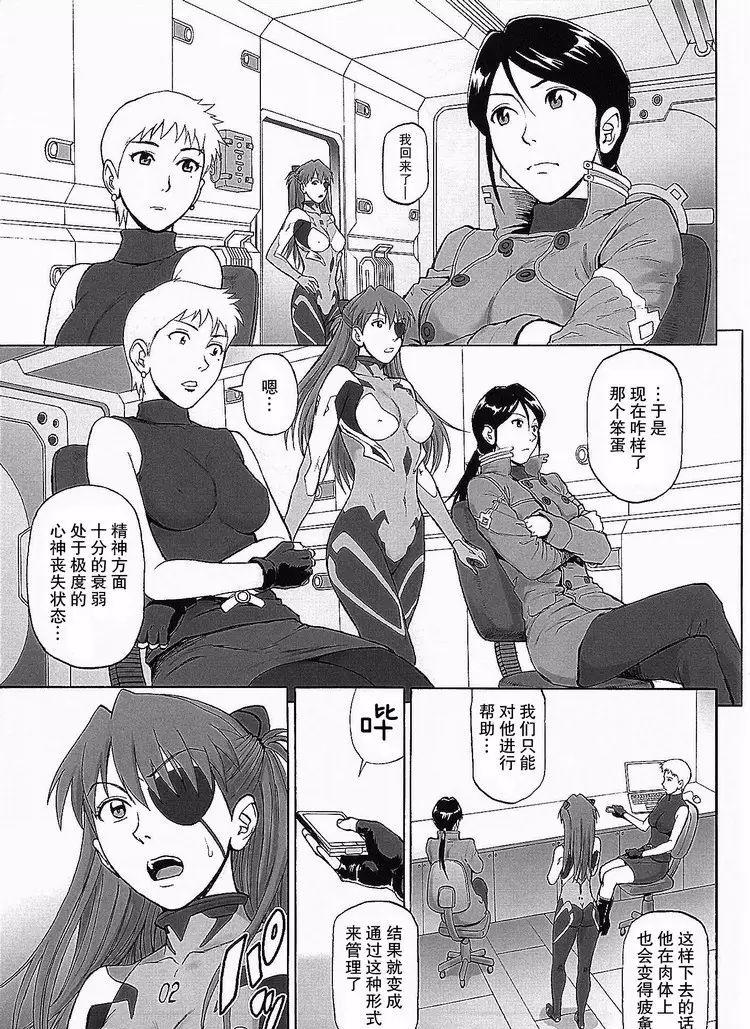 我回来了
…于是
现在咋样了
那个笨蛋
嗯…
精神方面
十分的衰弱
处于极度的
心神丧失状态…
我们只能
对他进行
帮助…
这样下去的话
他在肉体上
也会变得疲惫
哔
结果就变成
通过这种形式
来管理了
02